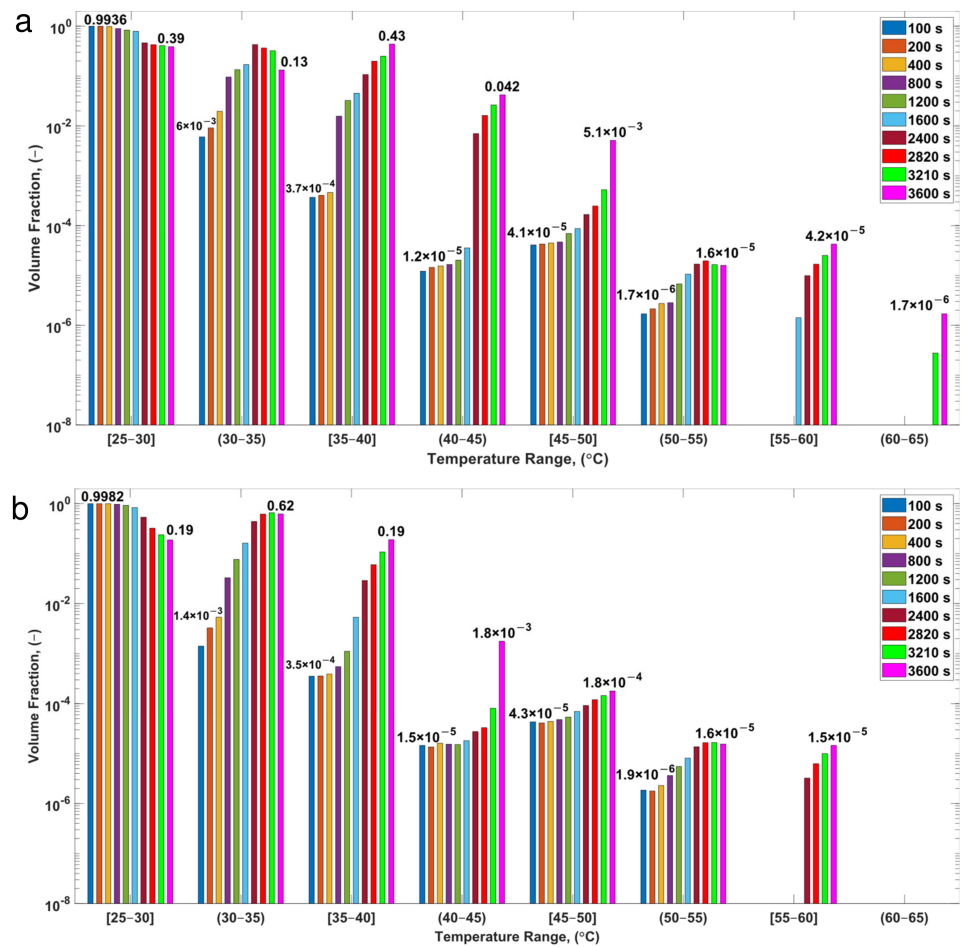 a
10⁰
10⁻²
10⁻⁴
10⁻⁶
10⁻⁸
Volume Fraction, (−)
0.9936
0.39
6×10⁻³
0.13
3.7×10⁻⁴
0.43
1.2×10⁻⁵
0.042
4.1×10⁻⁵
5.1×10⁻³
1.7×10⁻⁶
1.6×10⁻⁵
4.2×10⁻⁵
1.7×10⁻⁶
100 s
200 s
400 s
800 s
1200 s
1600 s
2400 s
2820 s
3210 s
3600 s
[25−30]
(30−35)
[35−40]
(40−45)
[45−50]
(50−55)
[55−60]
(60−65)
Temperature Range, (°C)
b
10⁰
10⁻²
10⁻⁴
10⁻⁶
10⁻⁸
Volume Fraction, (−)
0.9982
0.19
1.4×10⁻³
0.62
3.5×10⁻⁴
0.19
1.5×10⁻⁵
1.8×10⁻³
4.3×10⁻⁵
1.8×10⁻⁴
1.9×10⁻⁶
1.6×10⁻⁵
1.5×10⁻⁵
100 s
200 s
400 s
800 s
1200 s
1600 s
2400 s
2820 s
3210 s
3600 s
[25−30]
(30−35)
[35−40]
(40−45)
[45−50]
(50−55)
[55−60]
(60−65)
Temperature Range, (°C)